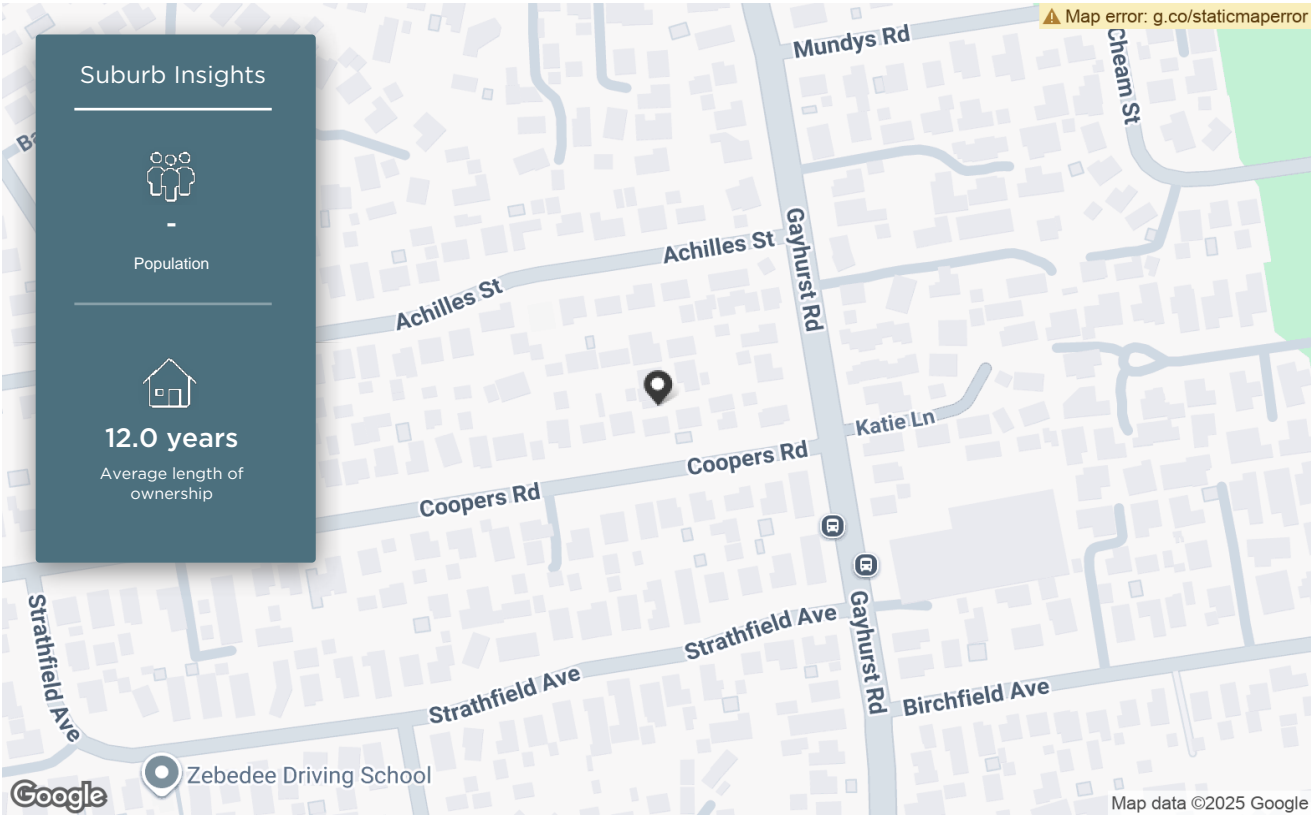 Map error: g.co/staticmaperror
Mundys Rd
Cheam St
Suburb Insights
-
Population
12.0 years
Average length of
ownership
Achilles St
Achilles St
Gayhurst Rd
Katie Ln
Coopers Rd
Coopers Rd
Strathfield Ave
Strathfield Ave
Strathfield Ave
Gayhurst Rd
Birchfield Ave
Zebedee Driving School
Google
Map data ©2025 Google